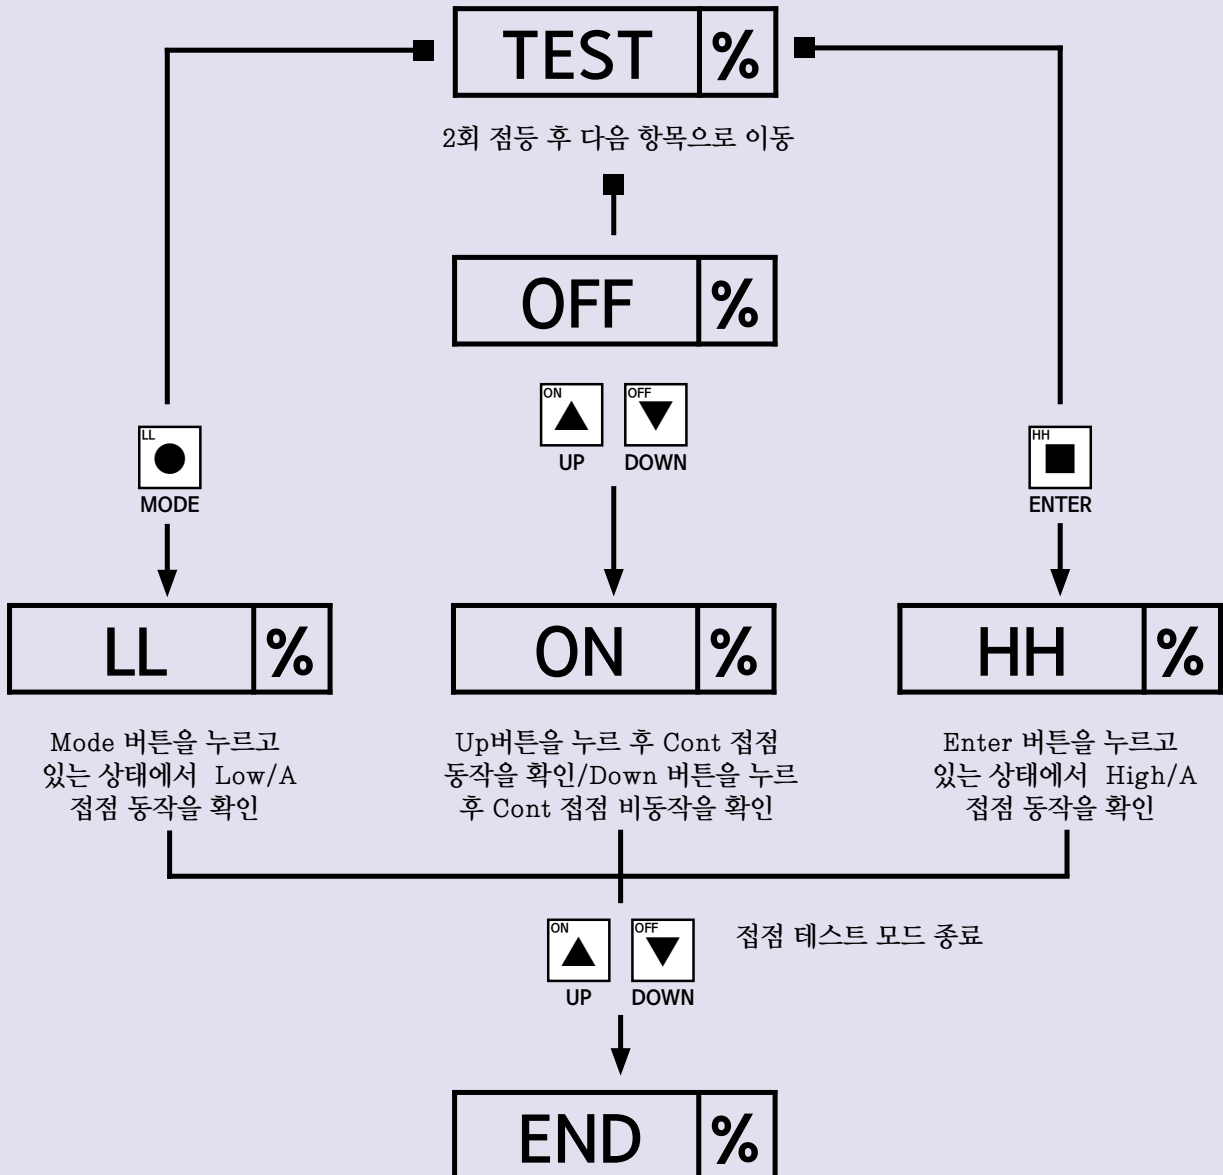 TEST %
2회 점등 후 다음 항목으로 이동
OFF %
ON
OFF
UP DOWN
LL
MODE
HH
ENTER
LL %
Mode 버튼을 누르고
있는 상태에서 Low/A
접점 동작을 확인
ON %
Up버튼을 누르 후 Cont 접점
동작을 확인/Down 버튼을 누르
후 Cont 접점 비동작을 확인
HH %
Enter 버튼을 누르고
있는 상태에서 High/A
접점 동작을 확인
ON
OFF
UP DOWN
접점 테스트 모드 종료
END %